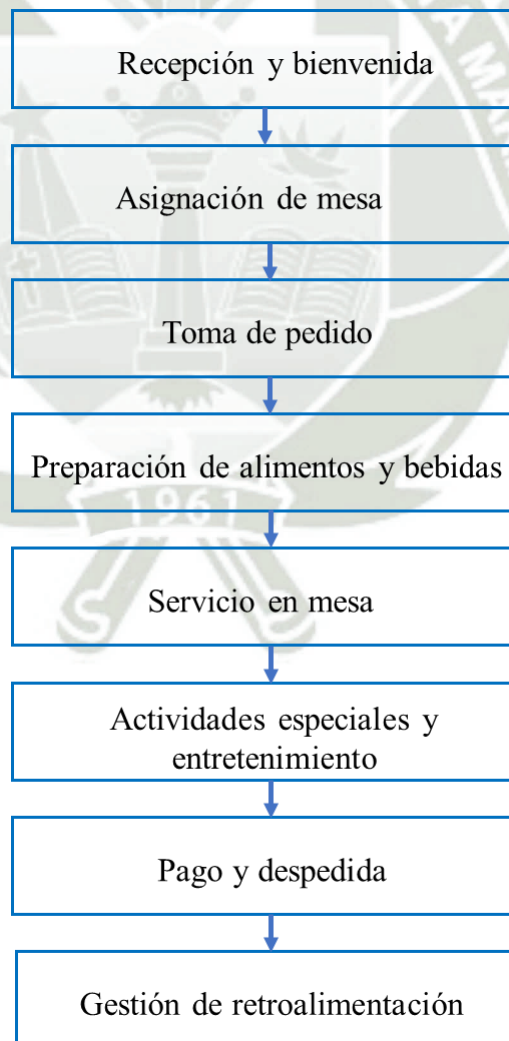 Recepción y bienvenida
Asignación de mesa
Toma de pedido
Preparación de alimentos y bebidas
1961
Servicio en mesa
Actividades especiales y
entretenimiento
Pago y despedida
Gestión de retroalimentación